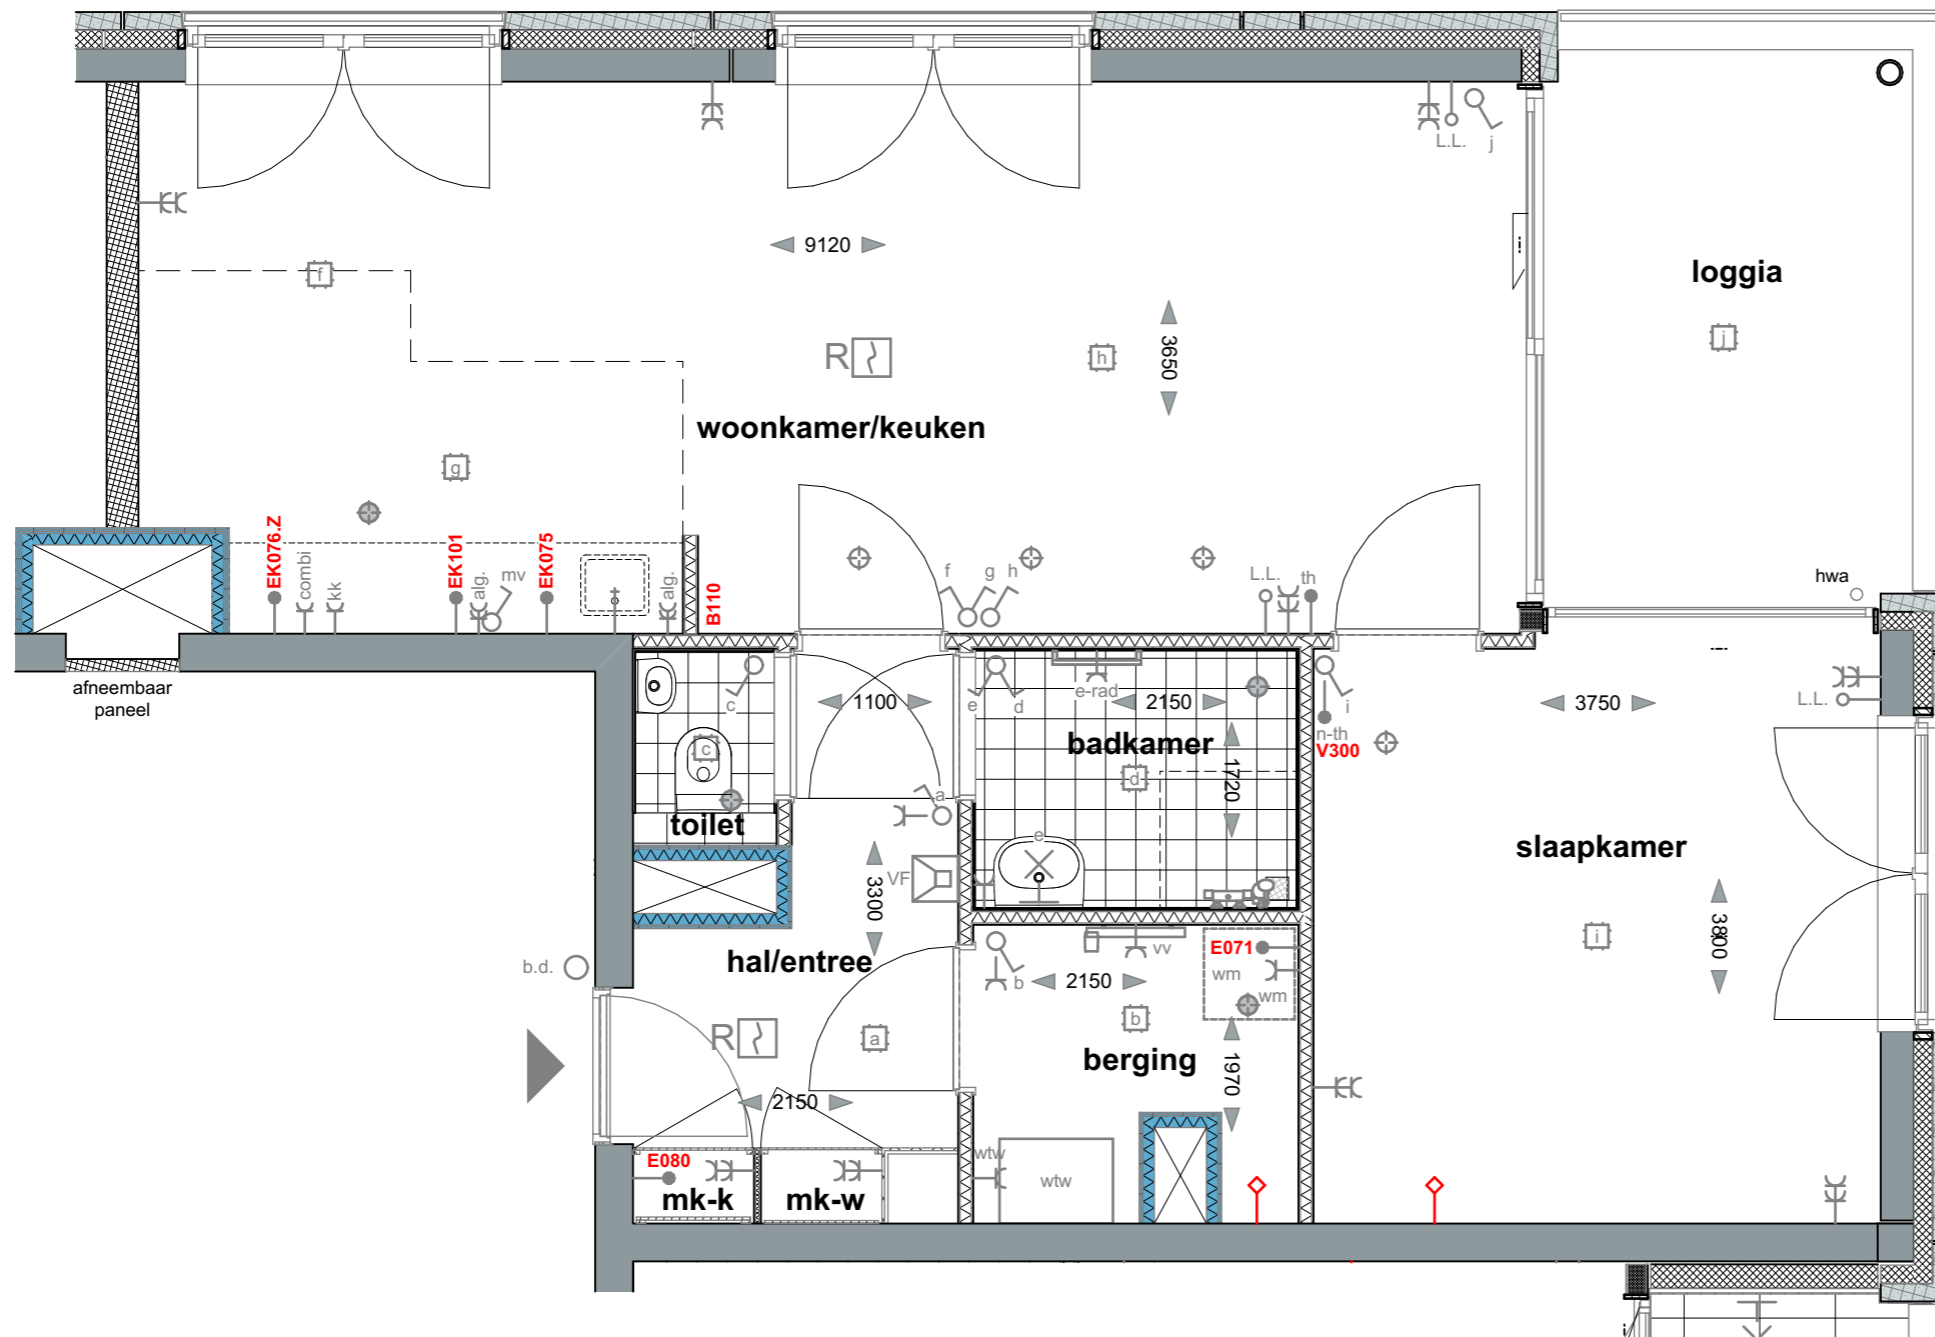 L.L.
j
9120
f
loggia
j
R
h
3650
woonkamer/keuken
g
EK076.Z
combi
kk
EK101
alg.
mv
EK075
alg.
B110
f
g
h
L.L.
th
hwa
afneembaar
paneel
c
1100
e
d
e-rad
2150
i
n-th
V300
3750
L.L.
c
badkamer
d
1720
toilet
a
e
slaapkamer
VF
3300
3800
i
b.d.
hal/entree
b
2150
vv
E071
wm
wm
R
a
b
berging
1970
2150
E080
mk-k
mk-w
wtw
wtw